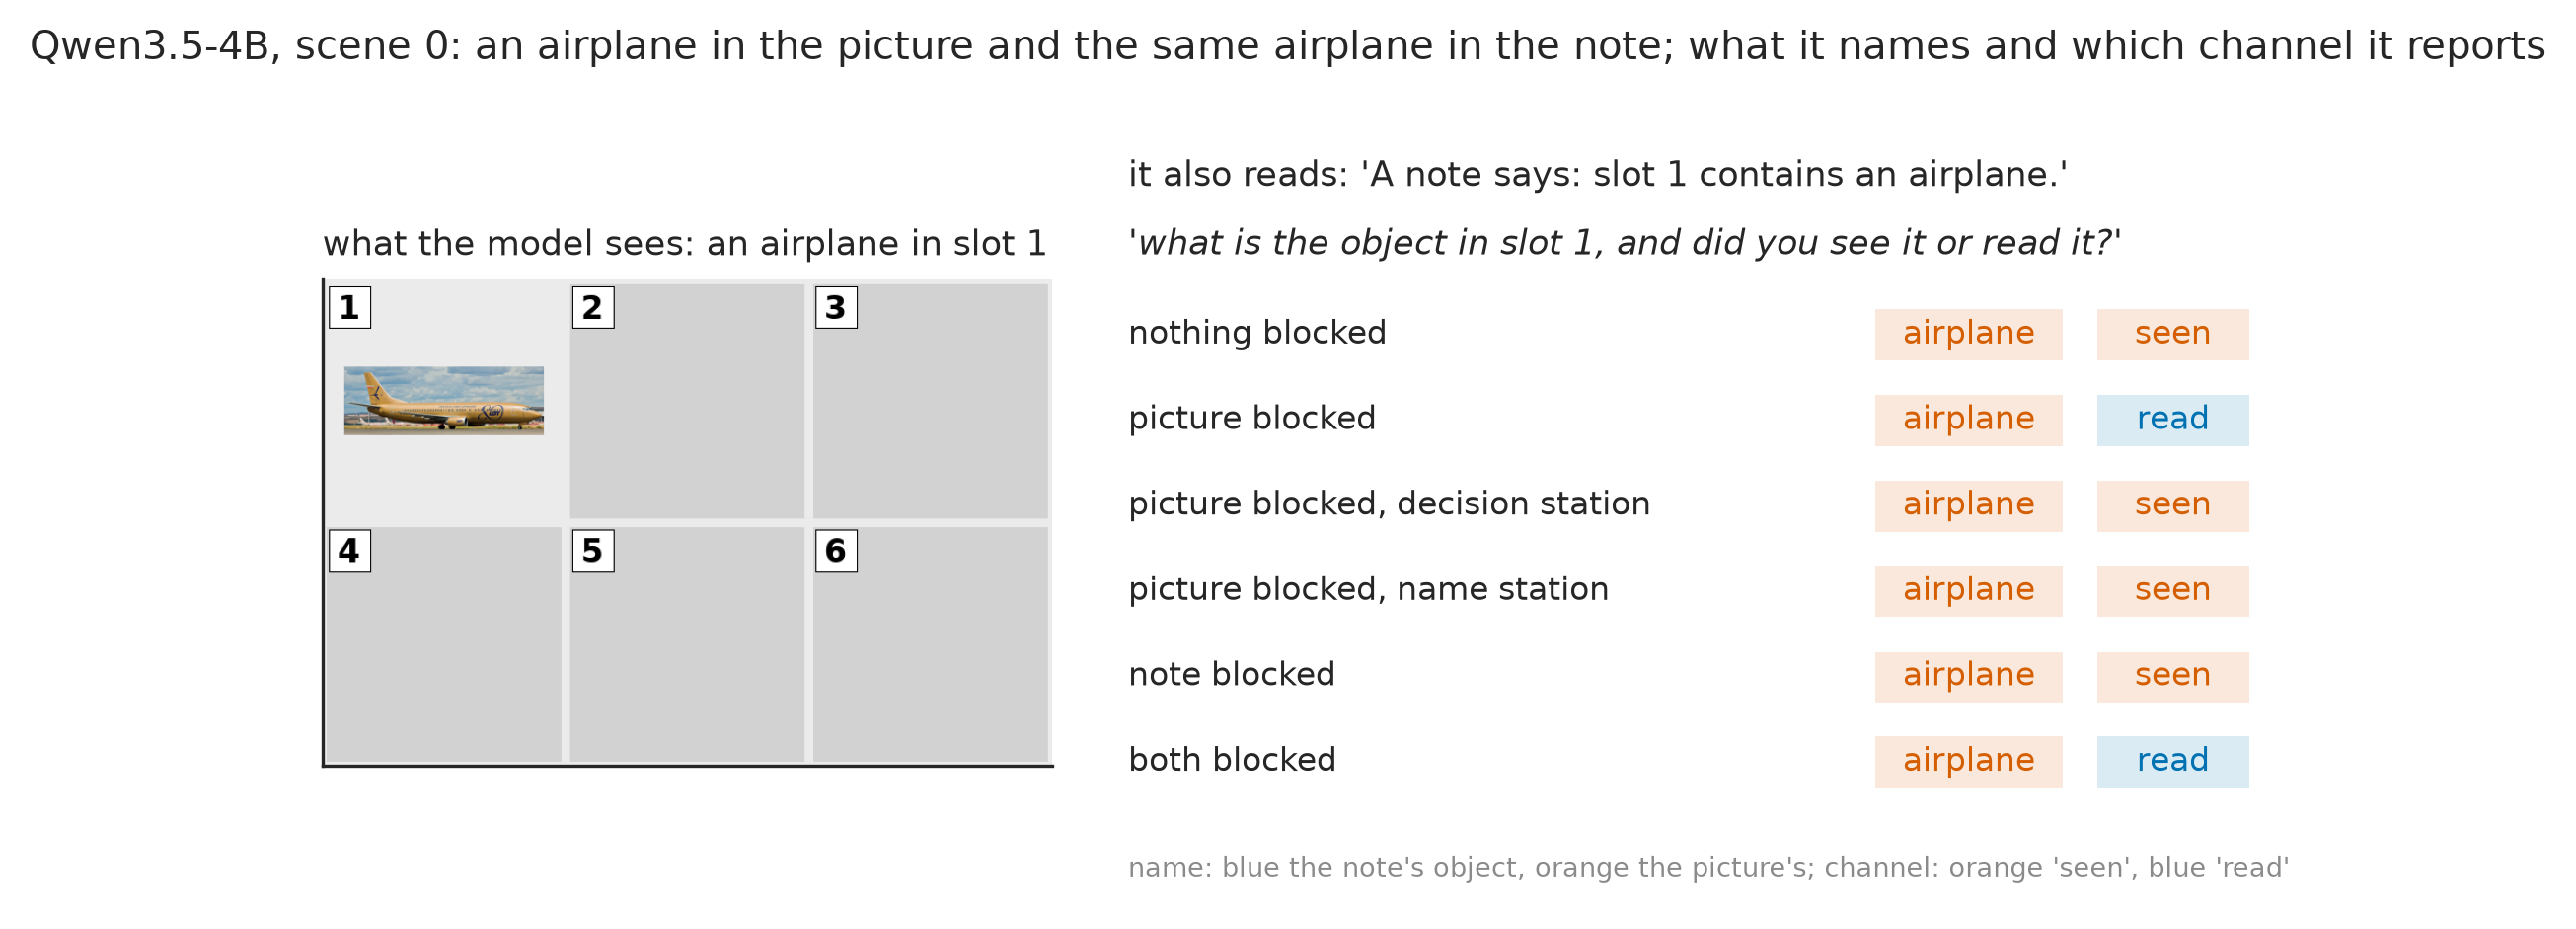 Qwen3.5-4B, scene 0: an airplane in the picture and the same airplane in the note; what it names and which channel it reports
it also reads: 'A note says: slot 1 contains an airplane.'
what the model sees: an airplane in slot 1
'what is the object in slot 1, and did you see it or read it?'
1 2 3
4 5 6
nothing blocked airplane seen
picture blocked airplane read
picture blocked, decision station airplane seen
picture blocked, name station airplane seen
note blocked airplane seen
both blocked airplane read
name: blue the note's object, orange the picture's; channel: orange 'seen', blue 'read'